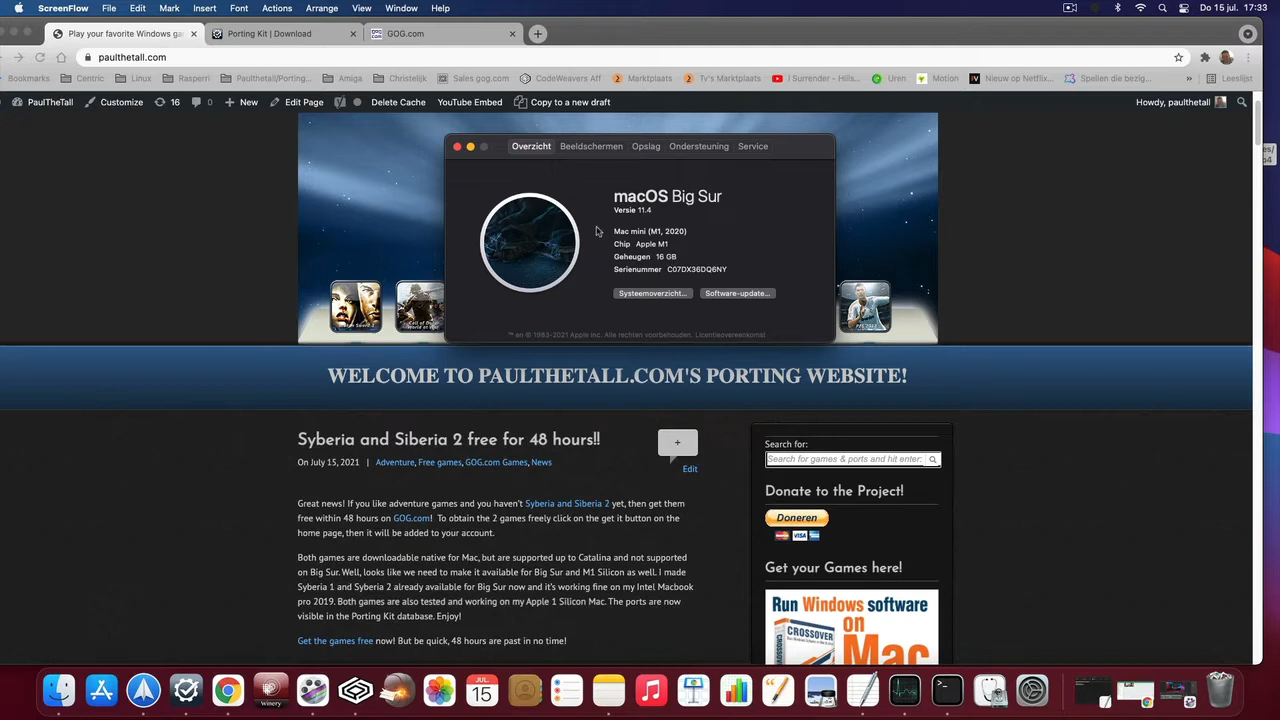 ScreenFlow File Edit Mark Insert Font Actions Arrange View Window Help Do 15 jul. 17:33
Play your favorite Windows gam Porting Kit | Download GOG.com
paulthetall.com
Bookmarks Centric Linux Rasperri Paulthetall/Porting... Amiga Christelijk Sales gog.com CodeWeavers Aff Marktplaats Tv's Marktplaats I Surrender - Hills... Uren Motion Nieuw op Netflix... Spellen die bezig... » Leeslijst
PaulTheTall Customize 16 0 New Edit Page Delete Cache YouTube Embed Copy to a new draft Howdy, paulthetall
Overzicht Beeldschermen Opslag Ondersteuning Service
macOS Big Sur
Versie 11.4
Mac mini (M1, 2020)
Chip Apple M1
Geheugen 16 GB
Serienummer C07DX36DQ6NY
Systeemoverzicht... Software-update...
™ en © 1983-2021 Apple Inc. Alle rechten voorbehouden. Licentieovereenkomst
WELCOME TO PAULTHETALL.COM'S PORTING WEBSITE!
Syberia and Siberia 2 free for 48 hours!!
+
On July 15, 2021 | Adventure, Free games, GOG.com Games, News
Edit
Great news! If you like adventure games and you haven't Syberia and Siberia 2 yet, then get them
free within 48 hours on GOG.com! To obtain the 2 games freely click on the get it button on the
home page, then it will be added to your account.
Both games are downloadable native for Mac, but are supported up to Catalina and not supported
on Big Sur. Well, looks like we need to make it available for Big Sur and M1 Silicon as well. I made
Syberia 1 and Syberia 2 already available for Big Sur now and it's working fine on my Intel Macbook
pro 2019. Both games are also tested and working on my Apple 1 Silicon Mac. The ports are now
visible in the Porting Kit database. Enjoy!
Get the games free now! But be quick, 48 hours are past in no time!
Search for:
Search for games & ports and hit enter:
Donate to the Project!
Doneren
VISA
Get your Games here!
Run Windows software
on
Mac
CROSSOVER
JUL.
15
Winery